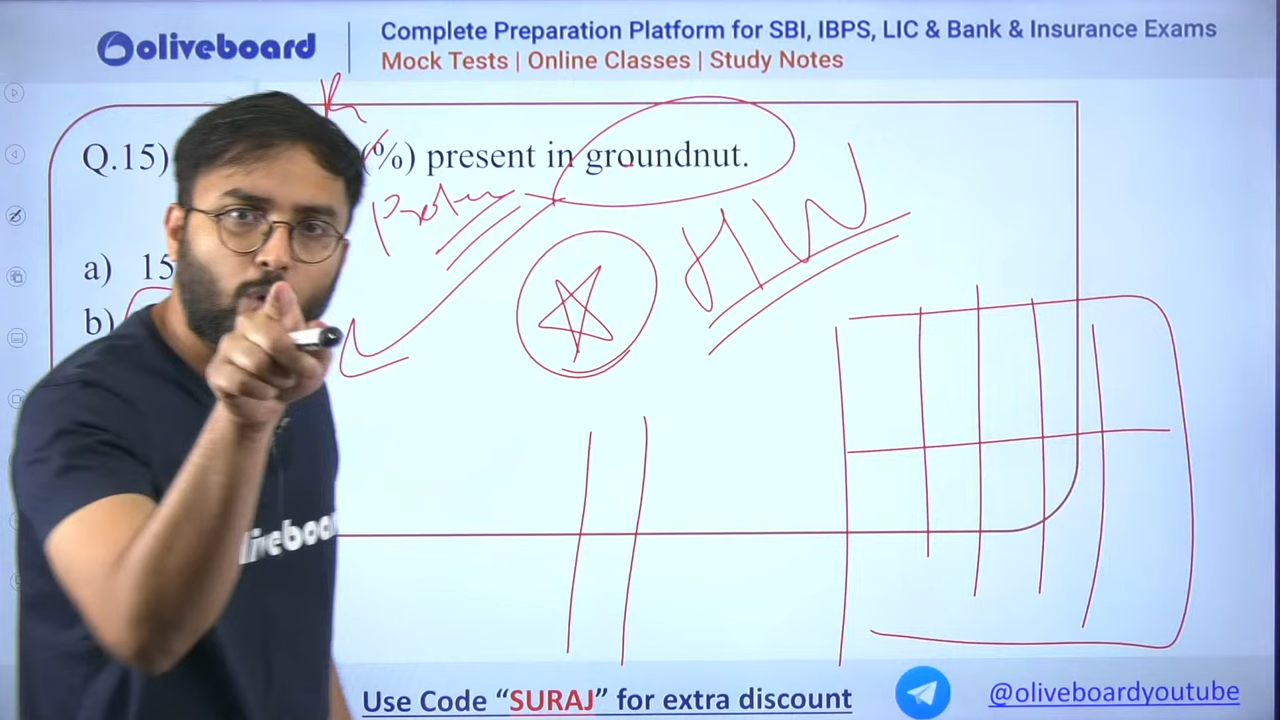 oliveboard
Complete Preparation Platform for SBI, IBPS, LIC & Bank & Insurance Exams
Mock Tests | Online Classes | Study Notes
Q.15) (%) present in groundnut.
HW
a) 15
b)
liveboa
Use Code “SURAJ” for extra discount
@oliveboardyoutube